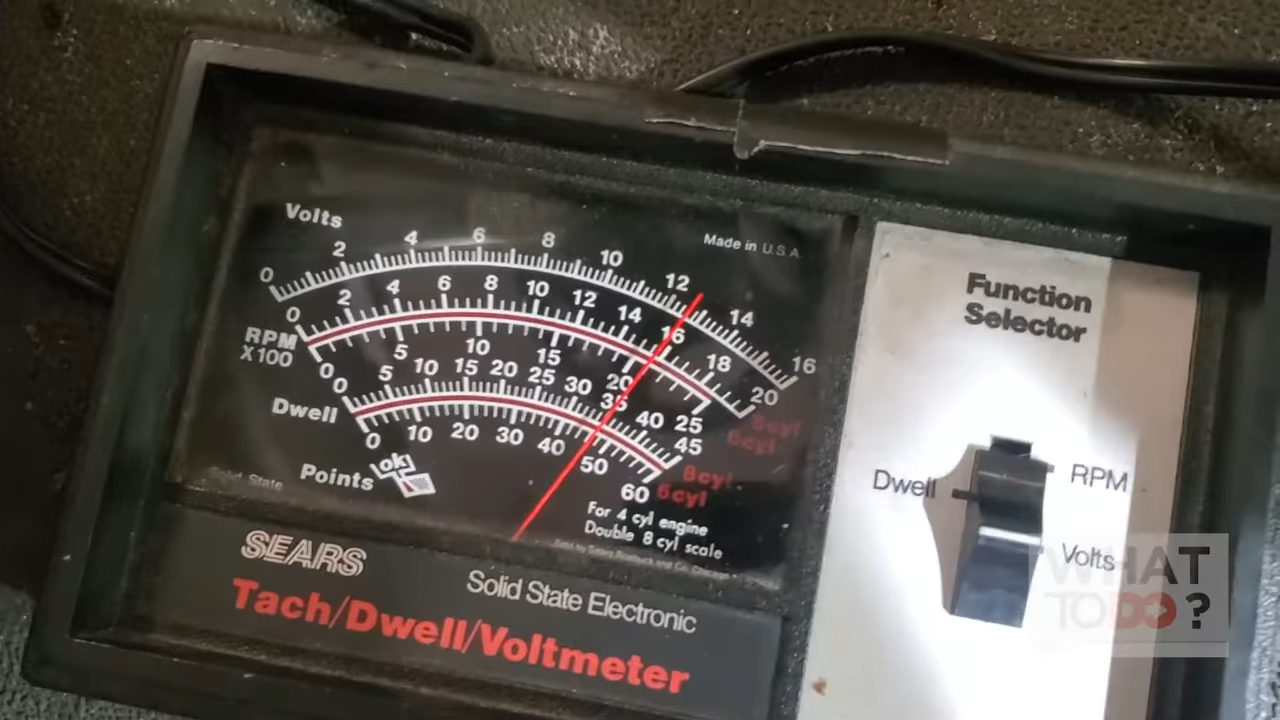 Volts
Made in U.S.A.
0 2 4 6 8 10 12 14 16
0 2 4 6 8 10 12 14 16 18 20
8cyl
RPM
X100
0 5 10 15 20 25
6cyl
0 5 10 15 20 25 30 35 40 45
8cyl
Dwell
0 10 20 30 40 50 60
6cyl
Points
ok
Solid State
For 4 cyl engine
Double 8 cyl scale
SEARS
Solid State Electronic
Tach/Dwell/Voltmeter
Function
Selector
Dwell
RPM
Volts
WHAT
TO DO?